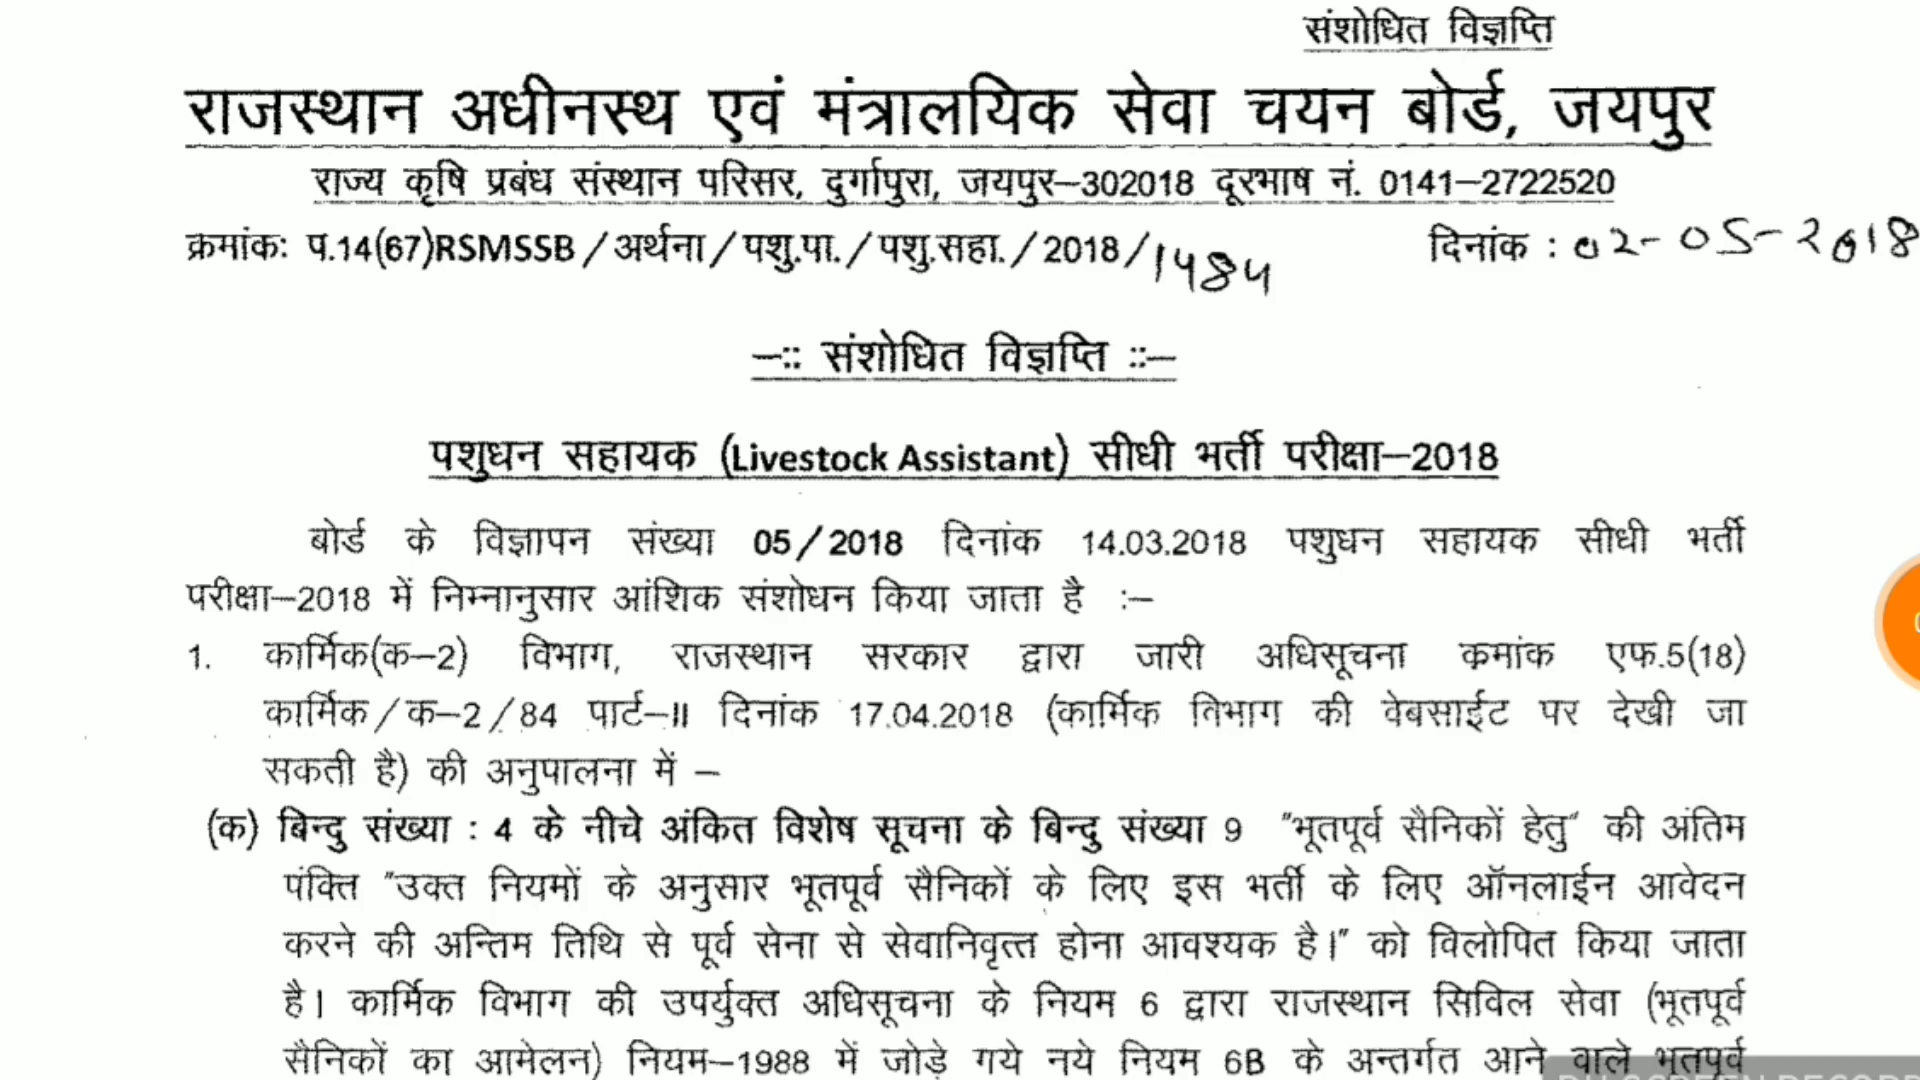 संशोधित विज्ञप्ति
राजस्थान अधीनस्थ एवं मंत्रालयिक सेवा चयन बोर्ड, जयपुर
राज्य कृषि प्रबंध संस्थान परिसर, दुर्गापुरा, जयपुर–302018 दूरभाष नं. 0141–2722520
क्रमांकः प.14(67)RSMSSB/अर्थना/पशु.पा./पशु.सहा./2018/1484 दिनांक : 02-05-2018
–:: संशोधित विज्ञप्ति ::–
पशुधन सहायक (Livestock Assistant) सीधी भर्ती परीक्षा–2018
बोर्ड के विज्ञापन संख्या 05/2018 दिनांक 14.03.2018 पशुधन सहायक सीधी भर्ती
परीक्षा–2018 में निम्नानुसार आंशिक संशोधन किया जाता है :–
1. कार्मिक(क–2) विभाग, राजस्थान सरकार द्वारा जारी अधिसूचना कमांक एफ.5(18)
कार्मिक/क–2/84 पार्ट–II दिनांक 17.04.2018 (कार्मिक विभाग की वेबसाईट पर देखी जा
सकती है) की अनुपालना में –
(क) बिन्दु संख्या : 4 के नीचे अंकित विशेष सूचना के बिन्दु संख्या 9 "भूतपूर्व सैनिकों हेतु" की अंतिम
पंक्ति "उक्त नियमों के अनुसार भूतपूर्व सैनिकों के लिए इस भर्ती के लिए ऑनलाईन आवेदन
करने की अन्तिम तिथि से पूर्व सेना से सेवानिवृत्त होना आवश्यक है।" को विलोपित किया जाता
है। कार्मिक विभाग की उपर्युक्त अधिसूचना के नियम 6 द्वारा राजस्थान सिविल सेवा (भूतपूर्व
सैनिकों का आमेलन) नियम–1988 में जोड़े गये नये नियम 6B के अन्तर्गत आने वाले भूतपूर्व